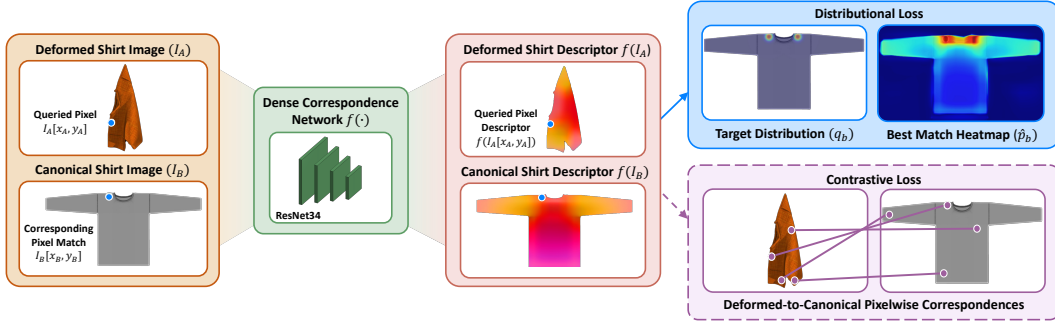 Deformed Shirt Image (I_A)
Queried Pixel
I_A[x_A, y_A]
Canonical Shirt Image (I_B)
Corresponding
Pixel Match
I_B[x_B, y_B]
Dense Correspondence
Network f(·)
ResNet34
Deformed Shirt Descriptor f(I_A)
Queried Pixel
Descriptor
f(I_A[x_A, y_A])
Canonical Shirt Descriptor f(I_B)
Distributional Loss
Target Distribution (q_b)
Best Match Heatmap (p̂_b)
Contrastive Loss
Deformed-to-Canonical Pixelwise Correspondences